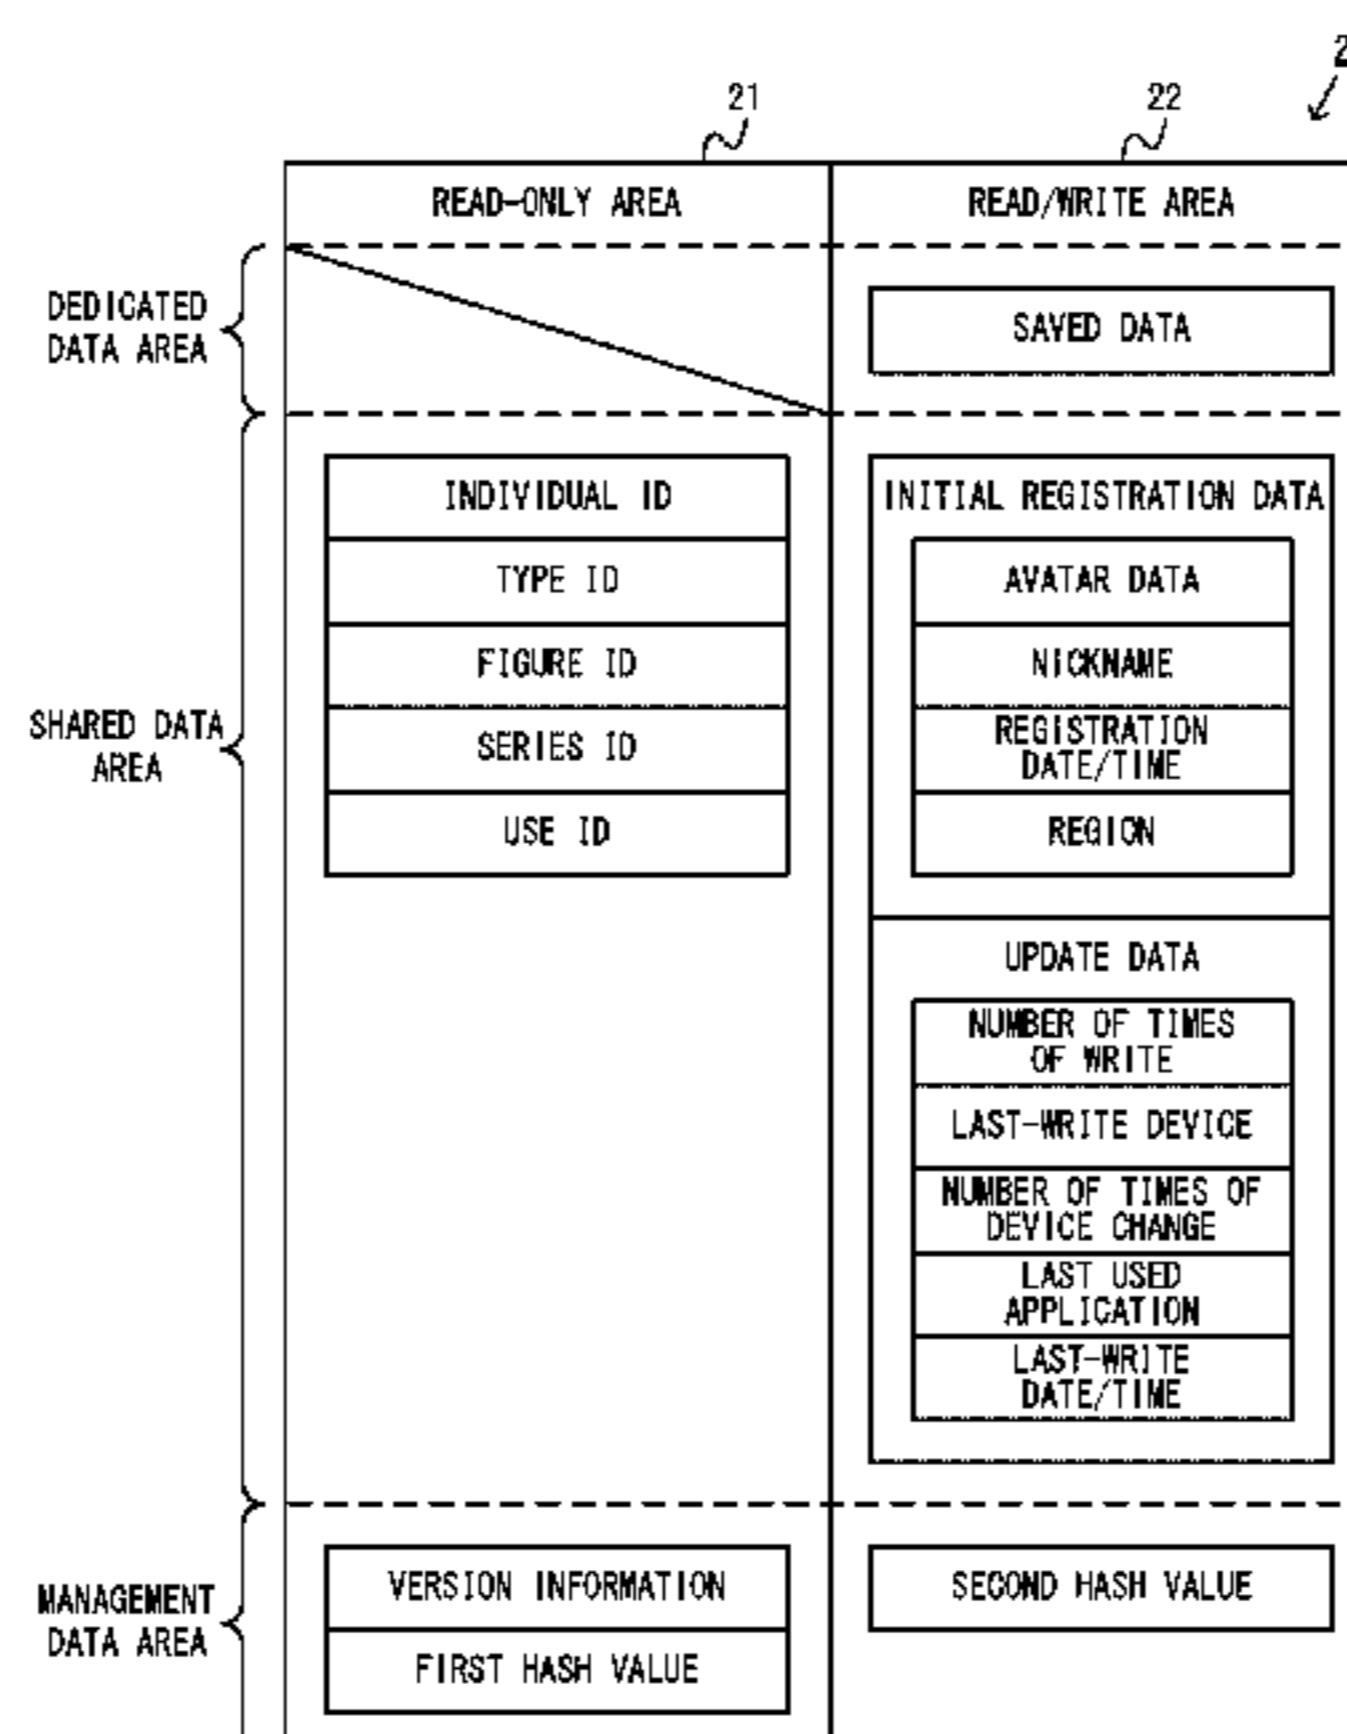 2
21
22
READ-ONLY AREA
READ/WRITE AREA
DEDICATED
DATA AREA
SAVED DATA
SHARED DATA
AREA
INDIVIDUAL ID
TYPE ID
FIGURE ID
SERIES ID
USE ID
INITIAL REGISTRATION DATA
AVATAR DATA
NICKNAME
REGISTRATION
DATE/TIME
REGION
UPDATE DATA
NUMBER OF TIMES
OF WRITE
LAST-WRITE DEVICE
NUMBER OF TIMES OF
DEVICE CHANGE
LAST USED
APPLICATION
LAST-WRITE
DATE/TIME
MANAGEMENT
DATA AREA
VERSION INFORMATION
FIRST HASH VALUE
SECOND HASH VALUE